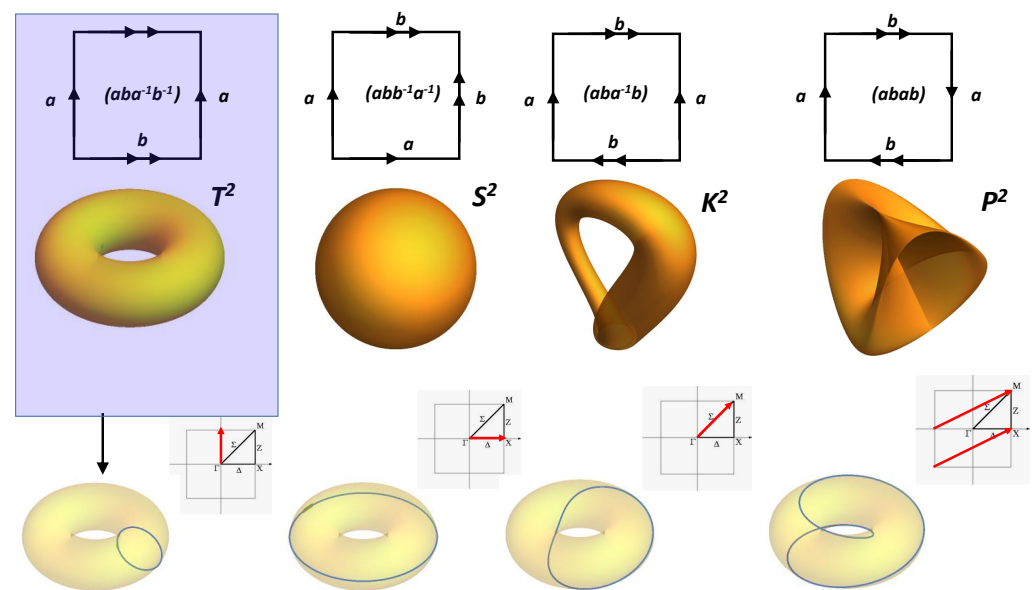 a
(aba⁻¹b⁻¹)
a
b
T²
b
a
(abb⁻¹a⁻¹)
b
a
S²
b
a
(aba⁻¹b)
a
b
K²
b
a
(abab)
a
b
P²
M
Σ
Z
Γ
Δ
X
M
Σ
Z
Γ
Δ
X
M
Σ
Z
Γ
Δ
X
M
Σ
Z
Γ
Δ
X